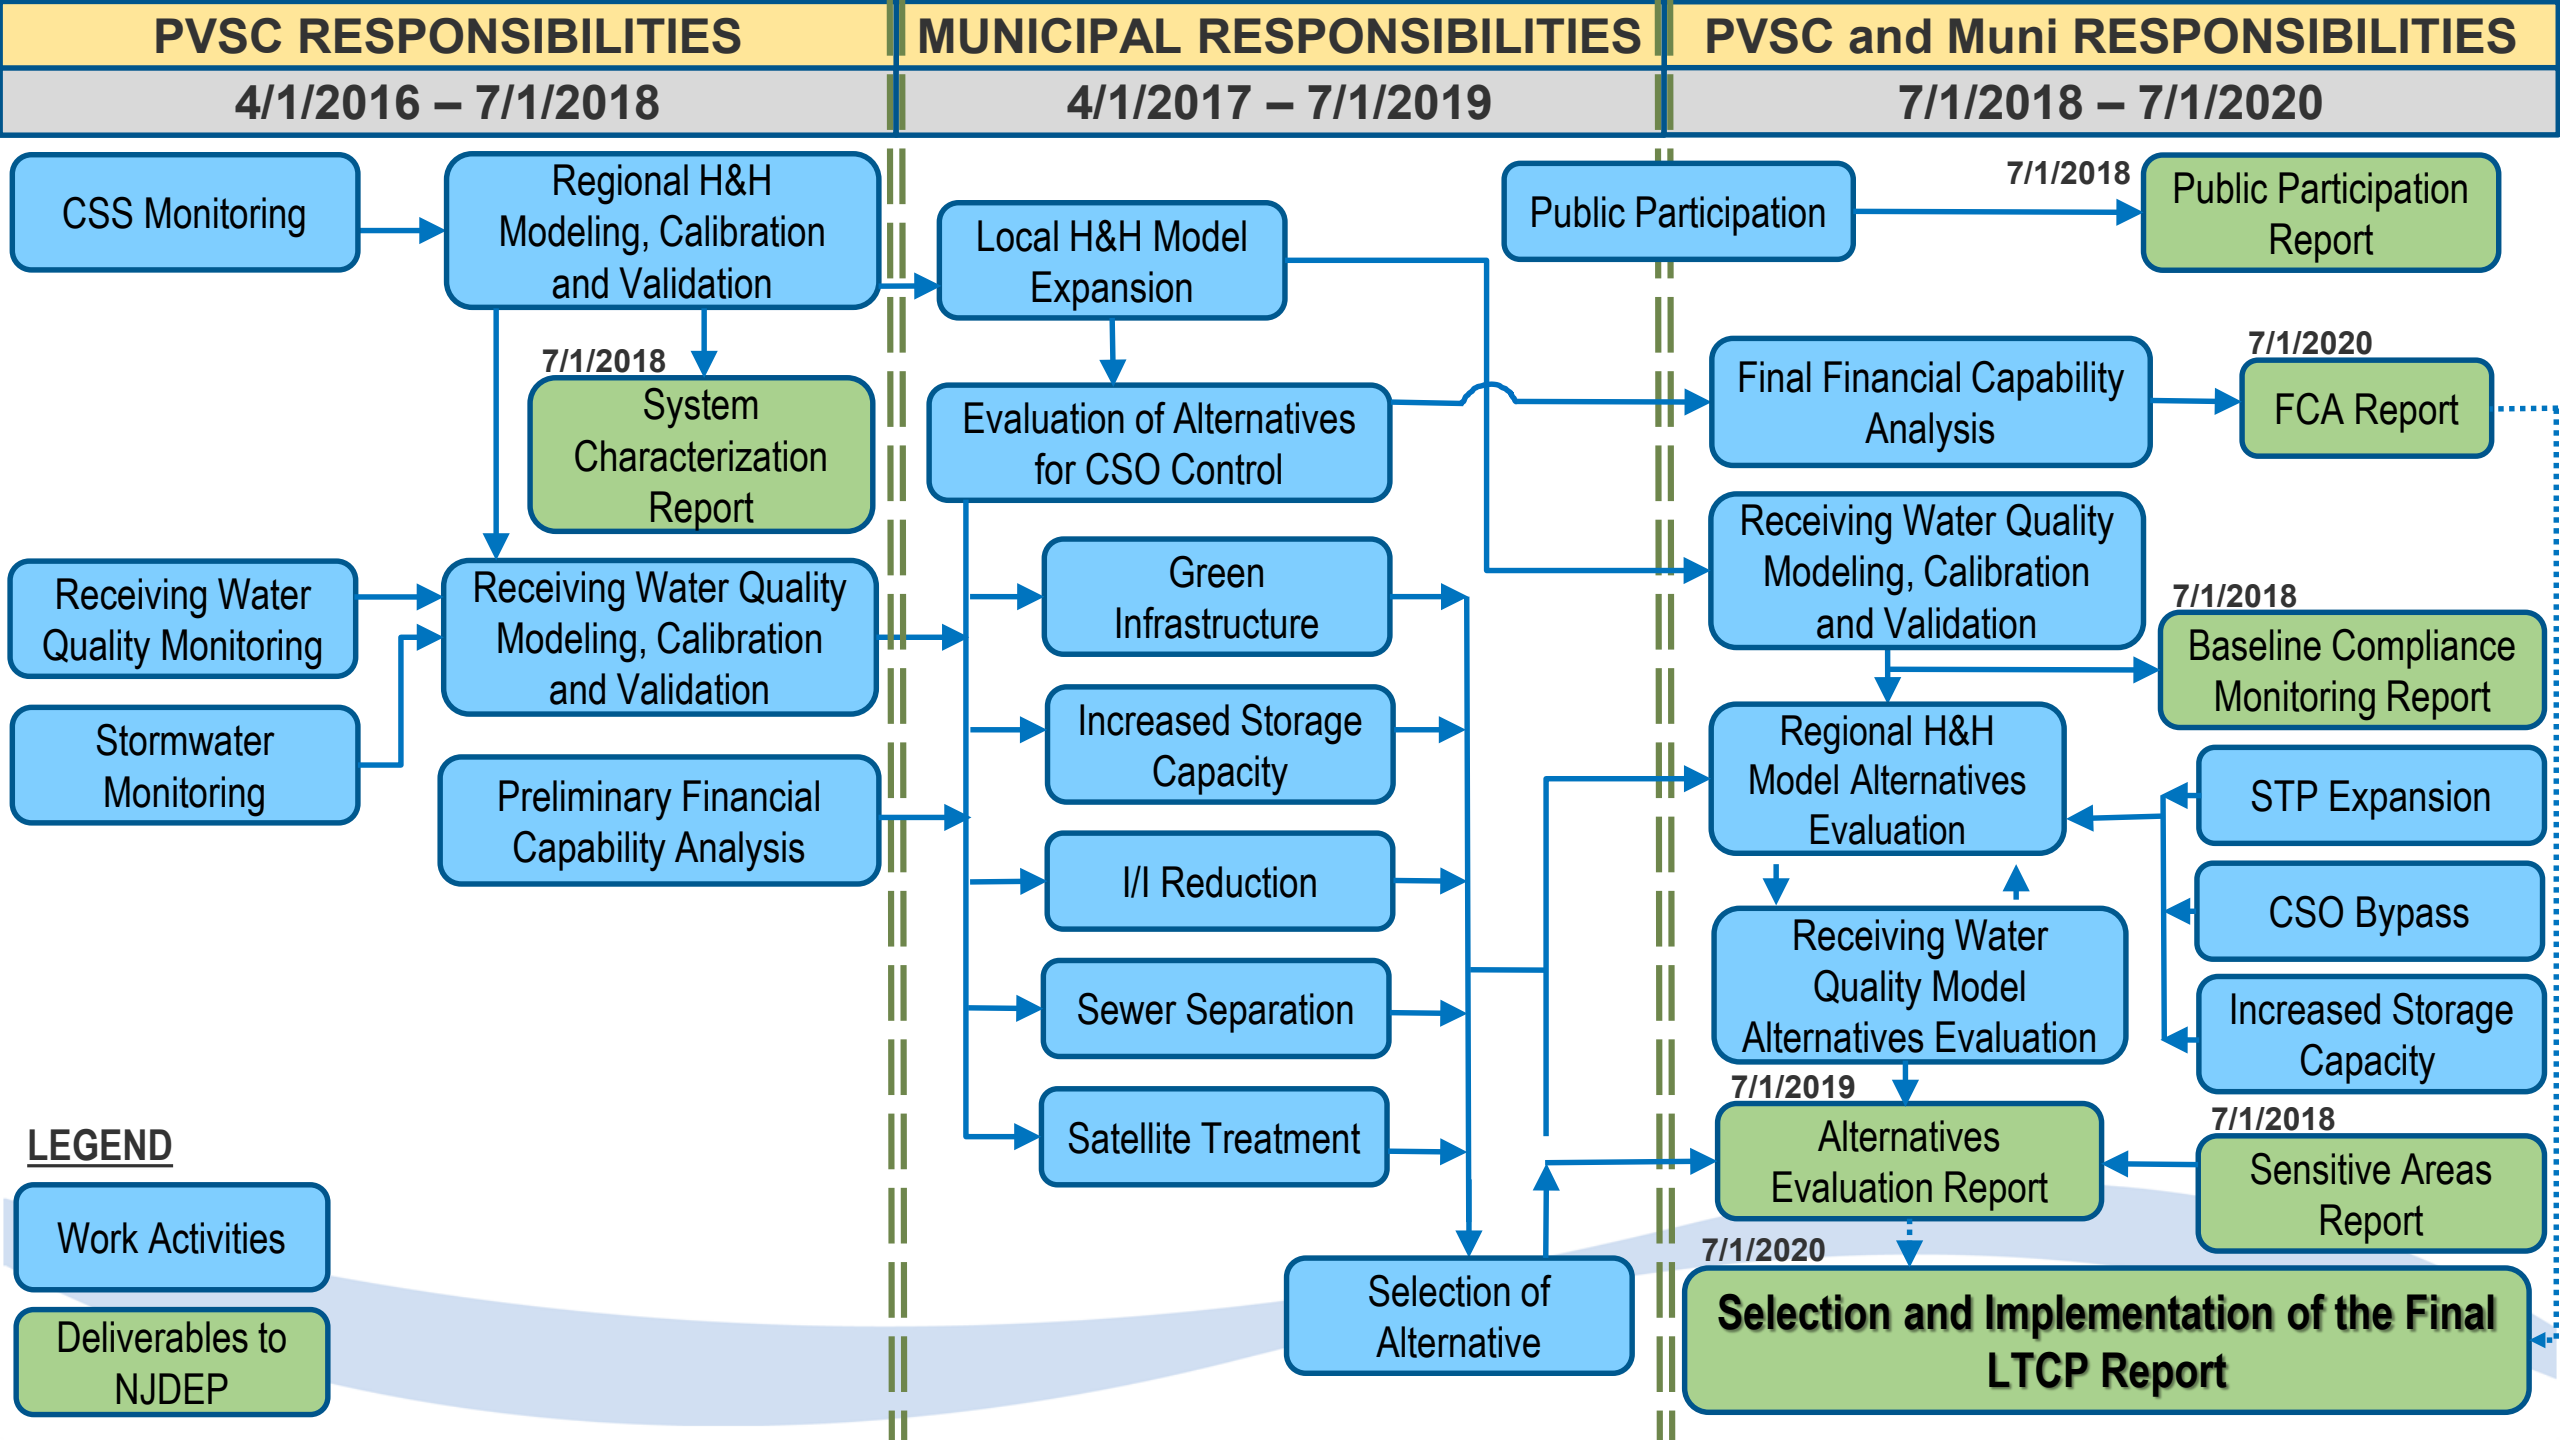 PVSC RESPONSIBILITIES
MUNICIPAL RESPONSIBILITIES
PVSC and Muni RESPONSIBILITIES
4/1/2016 – 7/1/2018
4/1/2017 – 7/1/2019
7/1/2018 – 7/1/2020
CSS Monitoring
Regional H&H
Modeling, Calibration
and Validation
7/1/2018
System
Characterization
Report
Receiving Water
Quality Monitoring
Receiving Water Quality
Modeling, Calibration
and Validation
Stormwater
Monitoring
Preliminary Financial
Capability Analysis
LEGEND
Work Activities
Deliverables to
NJDEP
Local H&H Model
Expansion
Evaluation of Alternatives
for CSO Control
Green
Infrastructure
Increased Storage
Capacity
I/I Reduction
Sewer Separation
Satellite Treatment
Selection of
Alternative
Public Participation
7/1/2018
Public Participation
Report
Final Financial Capability
Analysis
7/1/2020
FCA Report
Receiving Water Quality
Modeling, Calibration
and Validation
7/1/2018
Baseline Compliance
Monitoring Report
Regional H&H
Model Alternatives
Evaluation
STP Expansion
CSO Bypass
Increased Storage
Capacity
Receiving Water
Quality Model
Alternatives Evaluation
7/1/2019
Alternatives
Evaluation Report
7/1/2018
Sensitive Areas
Report
7/1/2020
Selection and Implementation of the Final
LTCP Report